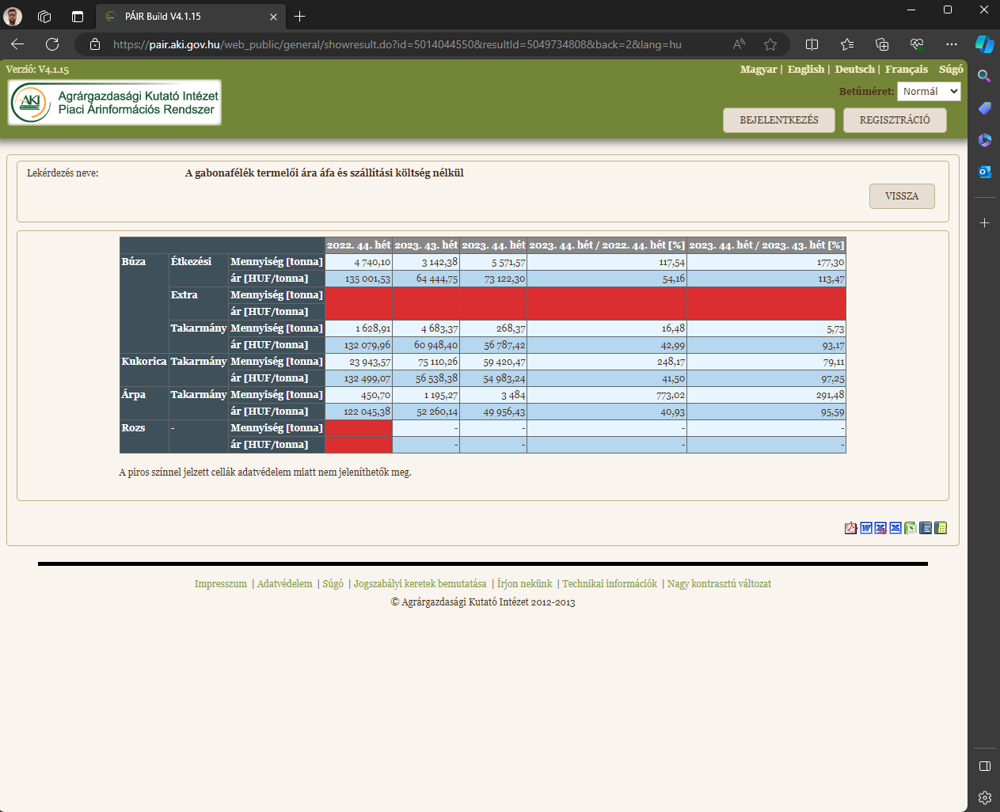 PÁIR Build V4.1.15
https://pair.aki.gov.hu/web_public/general/showresult.do?id=5014044550&resultId=5049734808&back=2&lang=hu
Verzió: V4.1.15
Magyar | English | Deutsch | Français Súgó
AKI
Agrárgazdasági Kutató Intézet
Piaci Árinformációs Rendszer
Betűméret: Normál
BEJELENTKEZÉS REGISZTRÁCIÓ
Lekérdezés neve: A gabonafélék termelői ára áfa és szállítási költség nélkül
VISSZA
2022. 44. hét 2023. 43. hét 2023. 44. hét 2023. 44. hét / 2022. 44. hét [%] 2023. 44. hét / 2023. 43. hét [%]
Búza Étkezési Mennyiség [tonna] 4 740,10 3 142,38 5 571,57 117,54 177,30
ár [HUF/tonna] 135 001,53 64 444,75 73 122,30 54,16 113,47
Extra Mennyiség [tonna]
ár [HUF/tonna]
Takarmány Mennyiség [tonna] 1 628,91 4 683,37 268,37 16,48 5,73
ár [HUF/tonna] 132 079,96 60 948,40 56 787,42 42,99 93,17
Kukorica Takarmány Mennyiség [tonna] 23 943,57 75 110,26 59 420,47 248,17 79,11
ár [HUF/tonna] 132 499,07 56 538,38 54 983,24 41,50 97,25
Árpa Takarmány Mennyiség [tonna] 450,70 1 195,27 3 484 773,02 291,48
ár [HUF/tonna] 122 045,38 52 260,14 49 956,43 40,93 95,59
Rozs - Mennyiség [tonna] - - - -
ár [HUF/tonna] - - - -
A piros színnel jelzett cellák adatvédelem miatt nem jeleníthetők meg.
Impresszum | Adatvédelem | Súgó | Jogszabályi keretek bemutatása | Írjon nekünk | Technikai információk | Nagy kontrasztú változat
© Agrárgazdasági Kutató Intézet 2012-2013